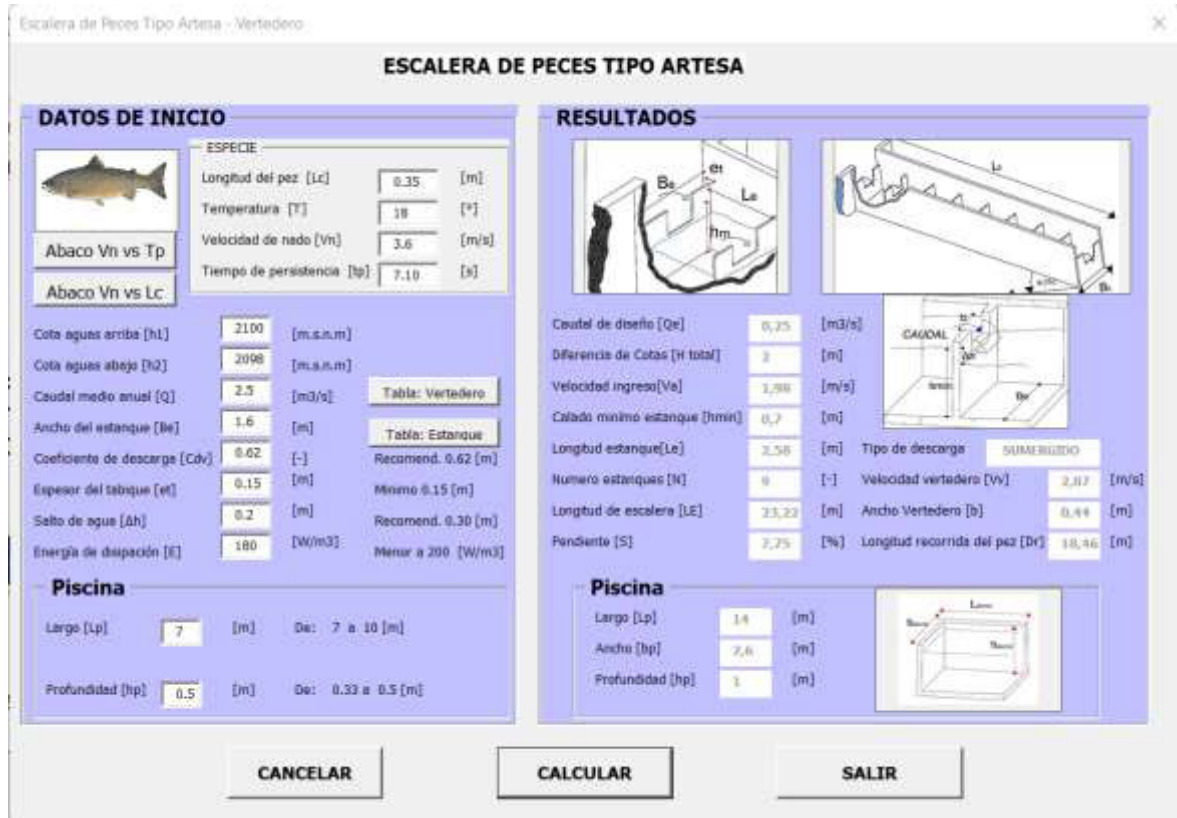 Escalera de Peces Tipo Artesa - Vertedero
ESCALERA DE PECES TIPO ARTESA
DATOS DE INICIO
ESPECIE
Longitud del pez [Lc] 0.35 [m]
Temperatura [T] 18 [°]
Velocidad de nado [Vn] 3.6 [m/s]
Tiempo de persistencia [tp] 7.10 [s]
Abaco Vn vs Tp
Abaco Vn vs Lc
Cota aguas arriba [h1] 2100 [m.s.n.m]
Cota aguas abajo [h2] 2098 [m.s.n.m]
Caudal medio anual [Q] 2.5 [m3/s] Tabla: Vertedero
Ancho del estanque [Be] 1.6 [m] Tabla: Estanque
Coeficiente de descarga [Cdv] 0.62 [-] Recomend. 0.62 [m]
Espesor del tabique [et] 0.15 [m] Minimo 0.15 [m]
Salto de agua [Δh] 0.2 [m] Recomend. 0.30 [m]
Energía de disipación [E] 180 [W/m3] Menor a 200 [W/m3]
Piscina
Largo [Lp] 7 [m] De: 7 a 10 [m]
Profundidad [hp] 0.5 [m] De: 0.33 a 0.5 [m]
RESULTADOS
Be et Le hm
CAUDAL
hmin Be
Caudal de diseño [Qe] 0,25 [m3/s]
Diferencia de Cotas [H total] 2 [m]
Velocidad ingreso[Va] 1,98 [m/s]
Calado minimo estanque [hmin] 0,7 [m]
Longitud estanque[Le] 2,58 [m] Tipo de descarga SUMERGIDO
Numero estanques [N] 9 [-] Velocidad vertedero [Vv] 2,07 [m/s]
Longitud de escalera [LE] 23,22 [m] Ancho Vertedero [b] 0,44 [m]
Pendiente [S] 7,75 [%] Longitud recorrida del pez [Dr] 18,46 [m]
Piscina
Largo [Lp] 14 [m]
Ancho [bp] 2,6 [m]
Profundidad [hp] 1 [m]
CANCELAR
CALCULAR
SALIR